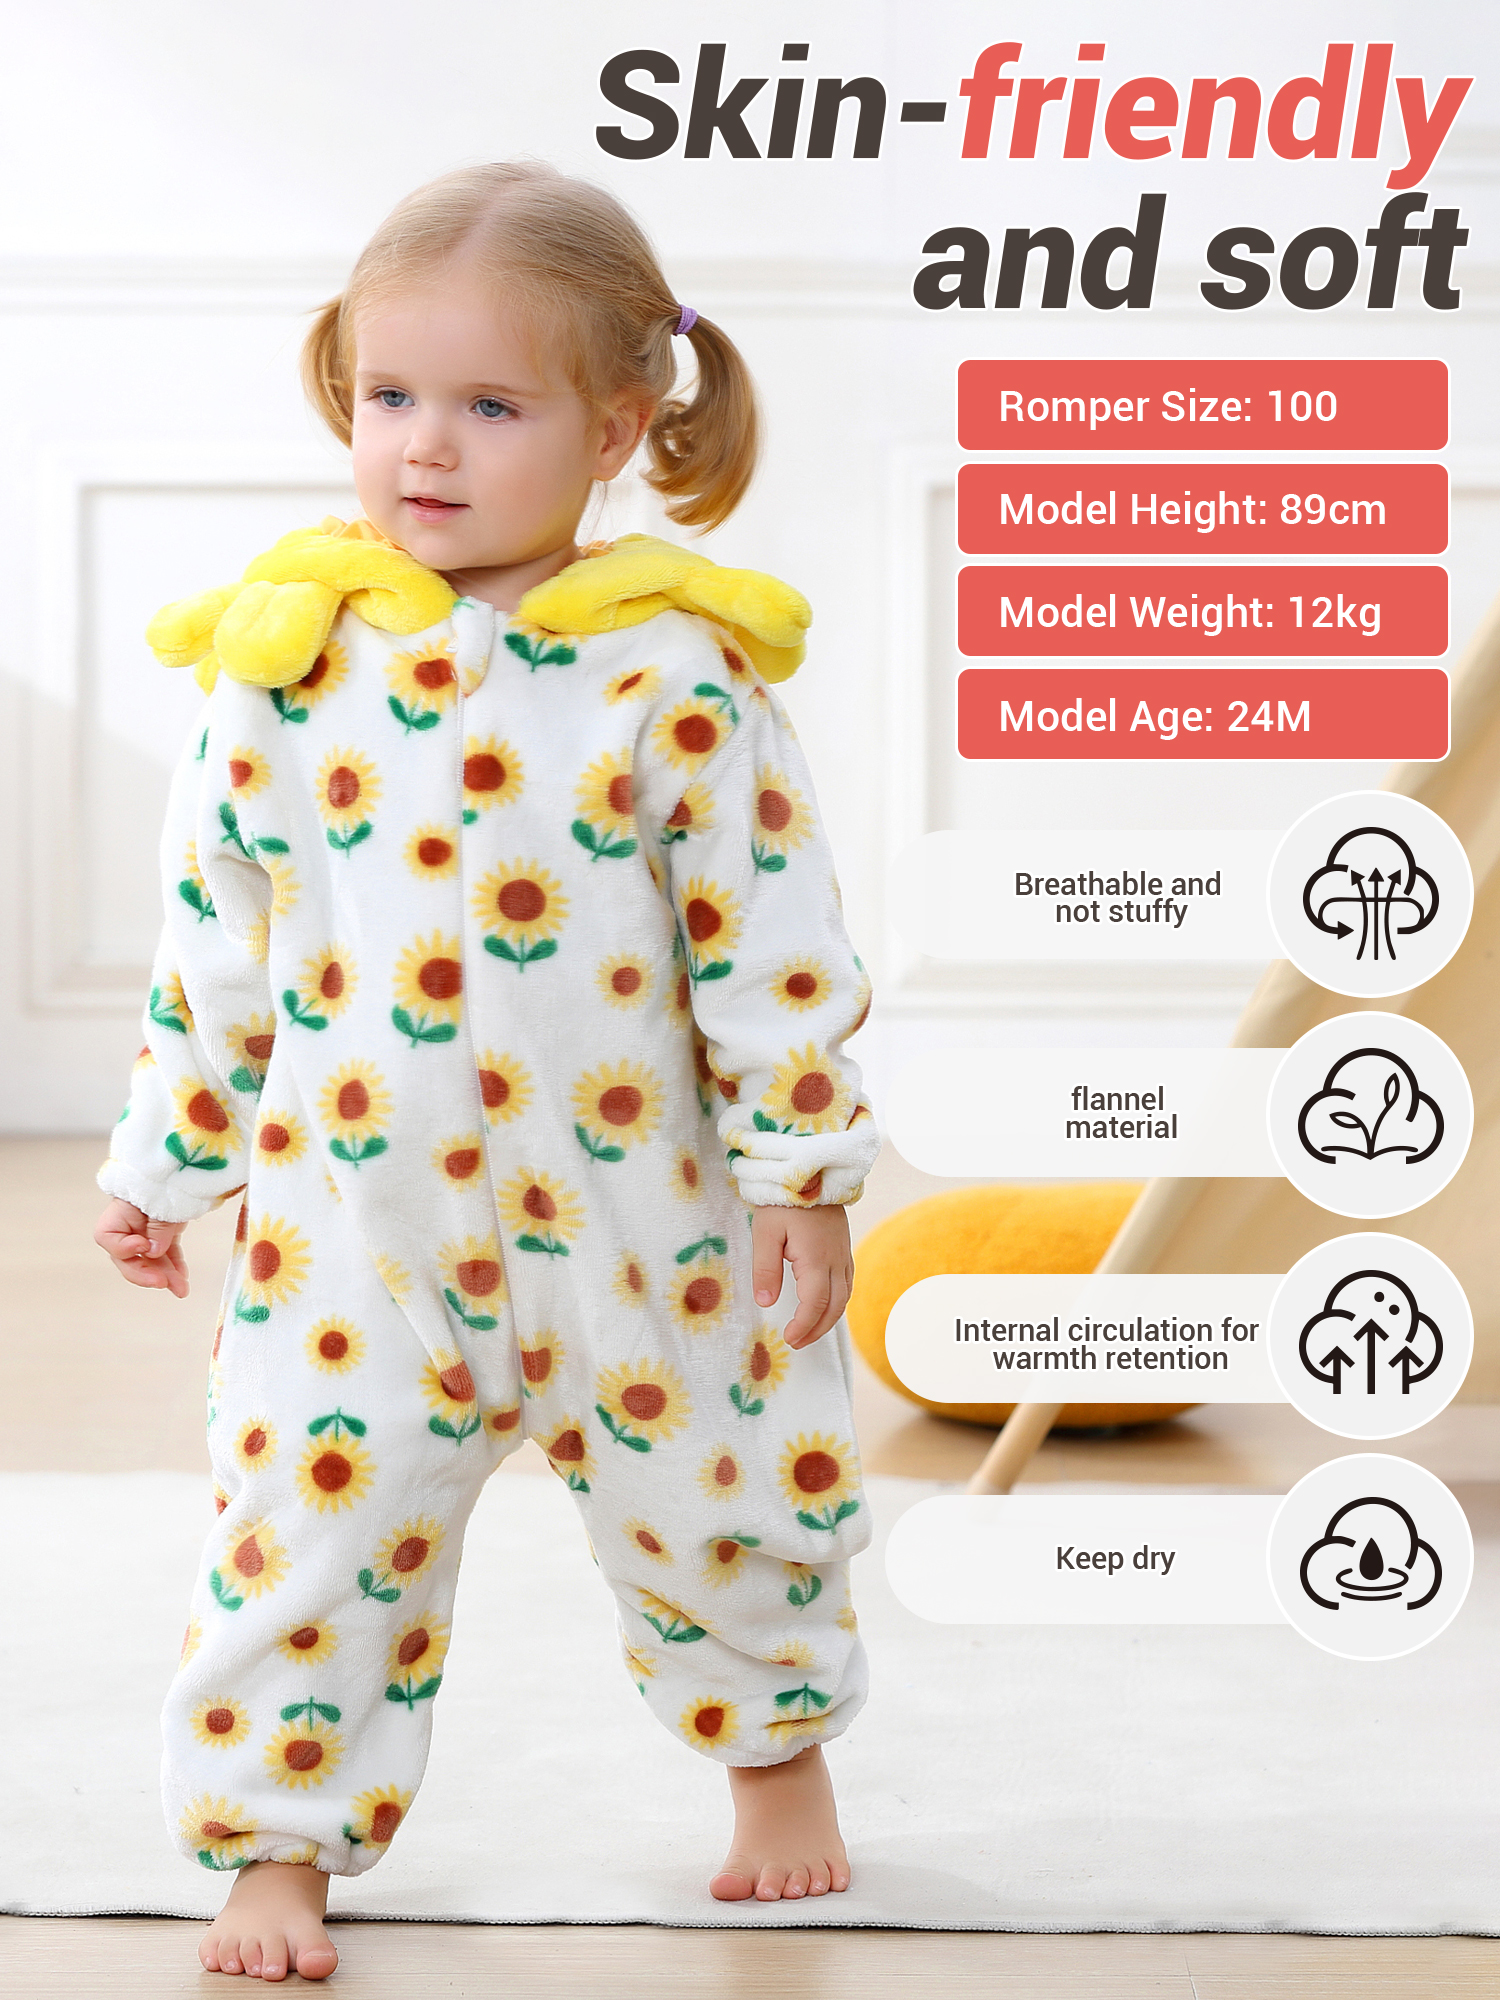 Skin-friendly
and soft
Romper Size: 100
Model Height: 89cm
Model Weight: 12kg
Model Age: 24M
Breathable and
not stuffy
flannel
material
Internal circulation for
warmth retention
Keep dry